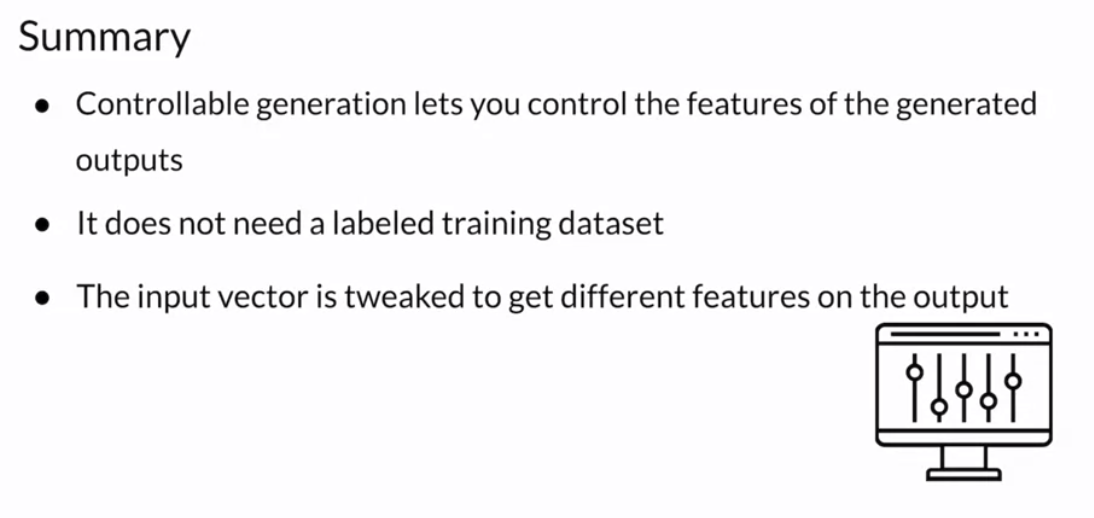 Summary
● Controllable generation lets you control the features of the generated
outputs
● It does not need a labeled training dataset
● The input vector is tweaked to get different features on the output